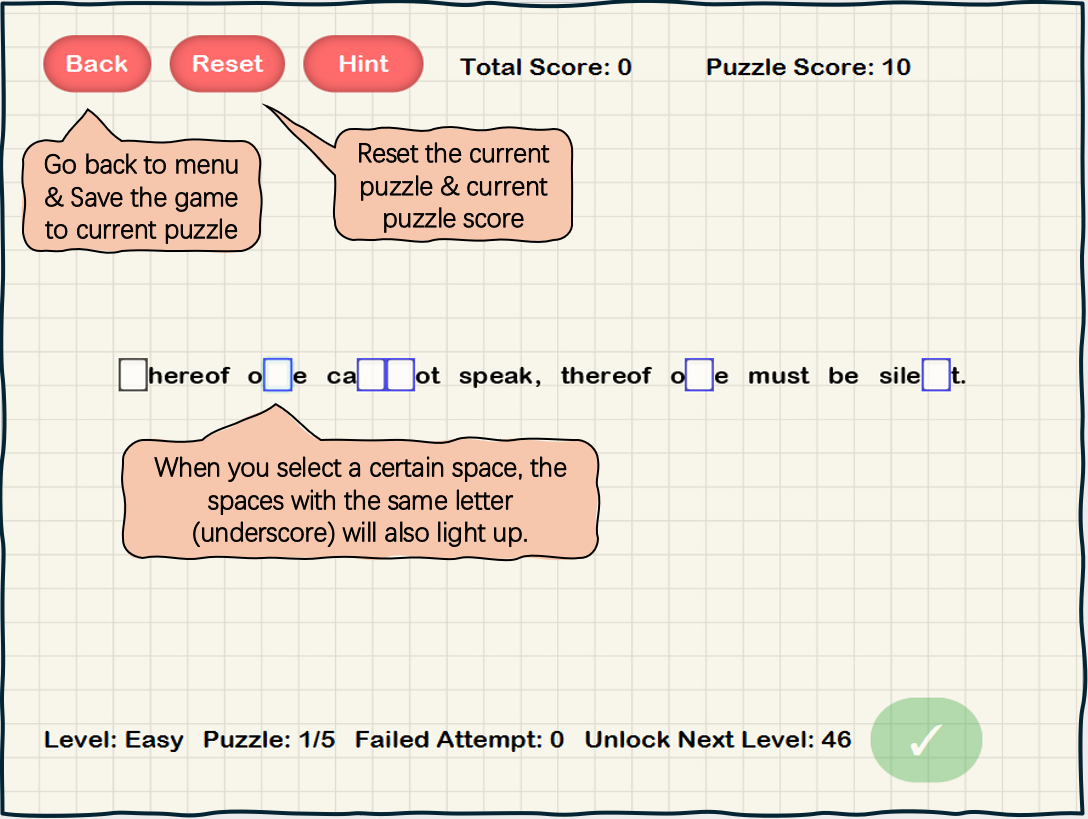 Back Reset Hint Total Score: 0 Puzzle Score: 10
Go back to menu
& Save the game
to current puzzle
Reset the current
puzzle & current
puzzle score
hereof o e ca ot speak, thereof o e must be sile t.
When you select a certain space, the
spaces with the same letter
(underscore) will also light up.
Level: Easy Puzzle: 1/5 Failed Attempt: 0 Unlock Next Level: 46 ✓